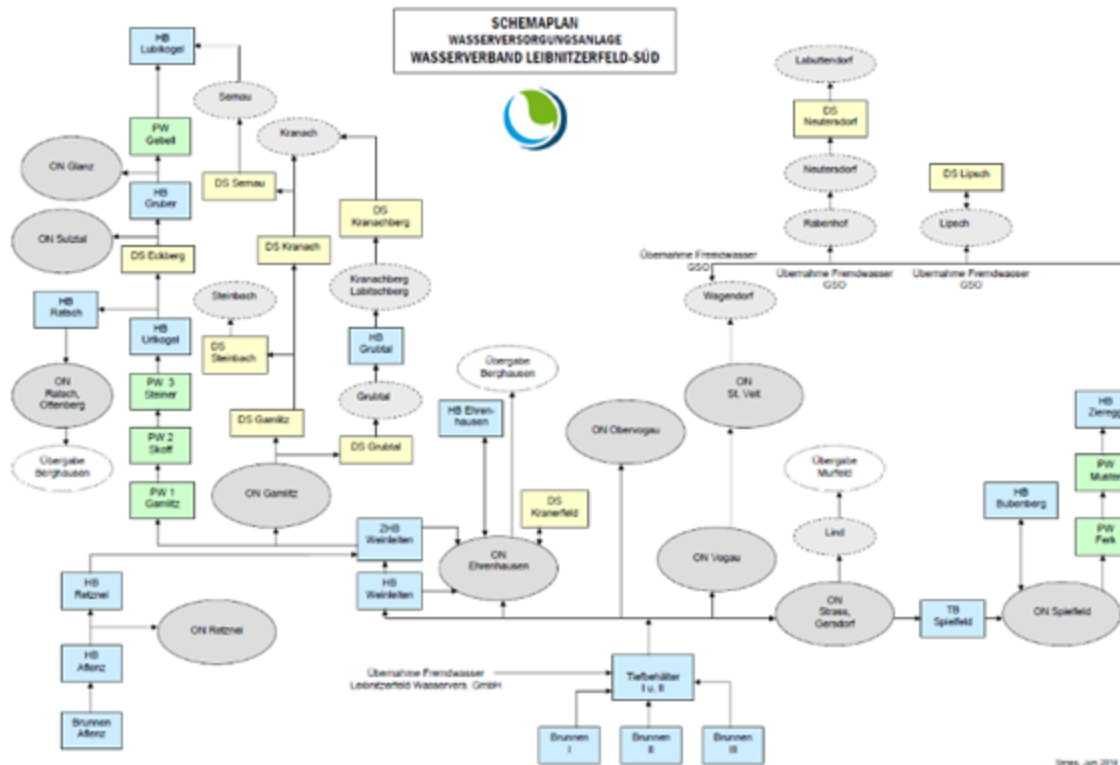 SCHEMAPLAN
WASSERVERSORGUNGSANLAGE
WASSERVERBAND LEIBNITZERFELD-SÜD
HB
Lubikogel
Sernau
Kranach
PW
Gebell
ON Glanz
HB
Gruber
DS Sernau
DS
Kranachberg
ON Sulztal
DS Eckberg
DS Kranach
Kranachberg
Labitschberg
HB
Ratsch
HB
Urlkogel
Steinbach
DS
Steinbach
HB
Grubtal
ON
Ratsch,
Ottenberg
PW 3
Steiner
Grubtal
DS Gamlitz
DS Grubtal
PW 2
Skoff
Übergabe
Berghausen
PW 1
Gamlitz
ON Gamlitz
Labuttendorf
DS
Neutersdorf
Neutersdorf
Rabenhof
DS Lipsch
Lipsch
Übernahme Fremdwasser
GSO
Übernahme Fremdwasser
GSO
Übernahme Fremdwasser
GSO
Wagendorf
Übergabe
Berghausen
HB Ehren-
hausen
ON
St. Veit
ON Obervogau
HB
Zieregg
Übergabe
Murfeld
PW
Muster
HB
Bubenberg
DS
Kranerfeld
Lind
PW
Ferk
ZHB
Weinleiten
ON
Ehrenhausen
ON Vogau
HB
Weinleiten
HB
Retznei
ON Retznei
ON
Strass,
Gersdorf
TB
Spielfeld
ON Spielfeld
HB
Aflenz
Brunnen
Aflenz
Übernahme Fremdwasser
Leibnitzerfeld Wasservers. GmbH
Tiefbehälter
I u. II
Brunnen
I
Brunnen
II
Brunnen
III
Strass, Juni